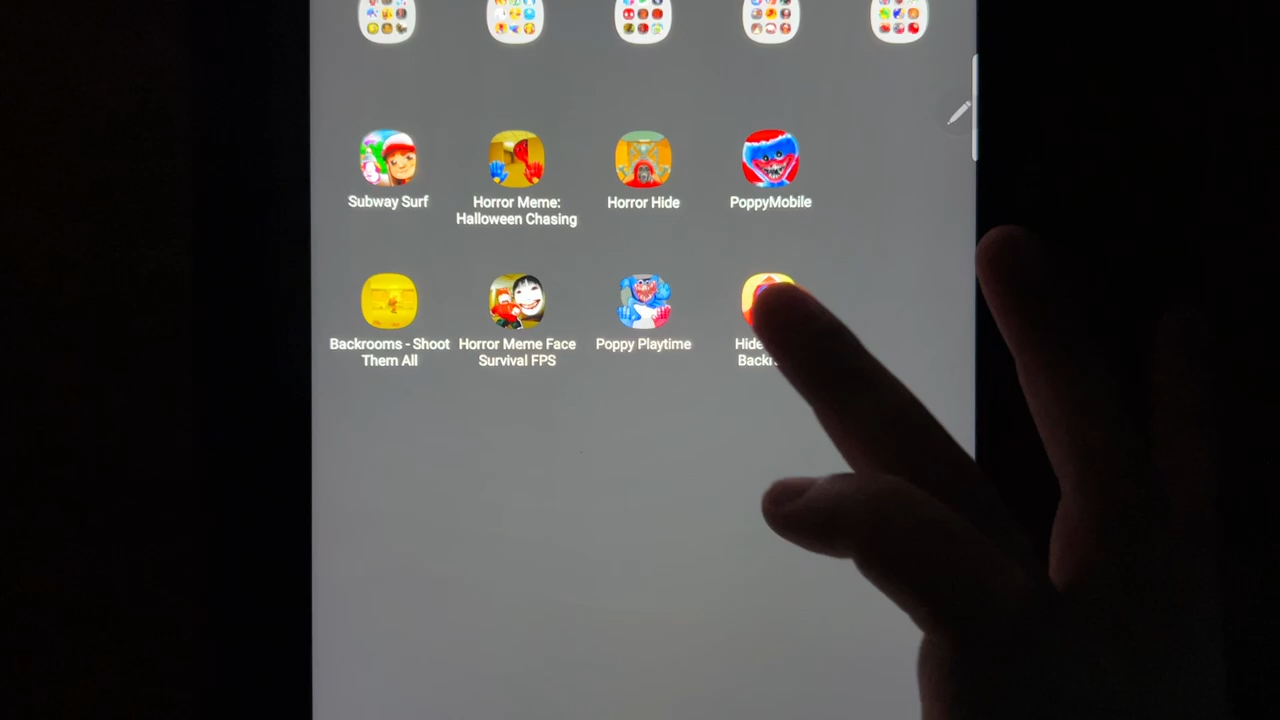 Subway Surf
Horror Meme:
Halloween Chasing
Horror Hide
PoppyMobile
Backrooms - Shoot
Them All
Horror Meme Face
Survival FPS
Poppy Playtime
Hide